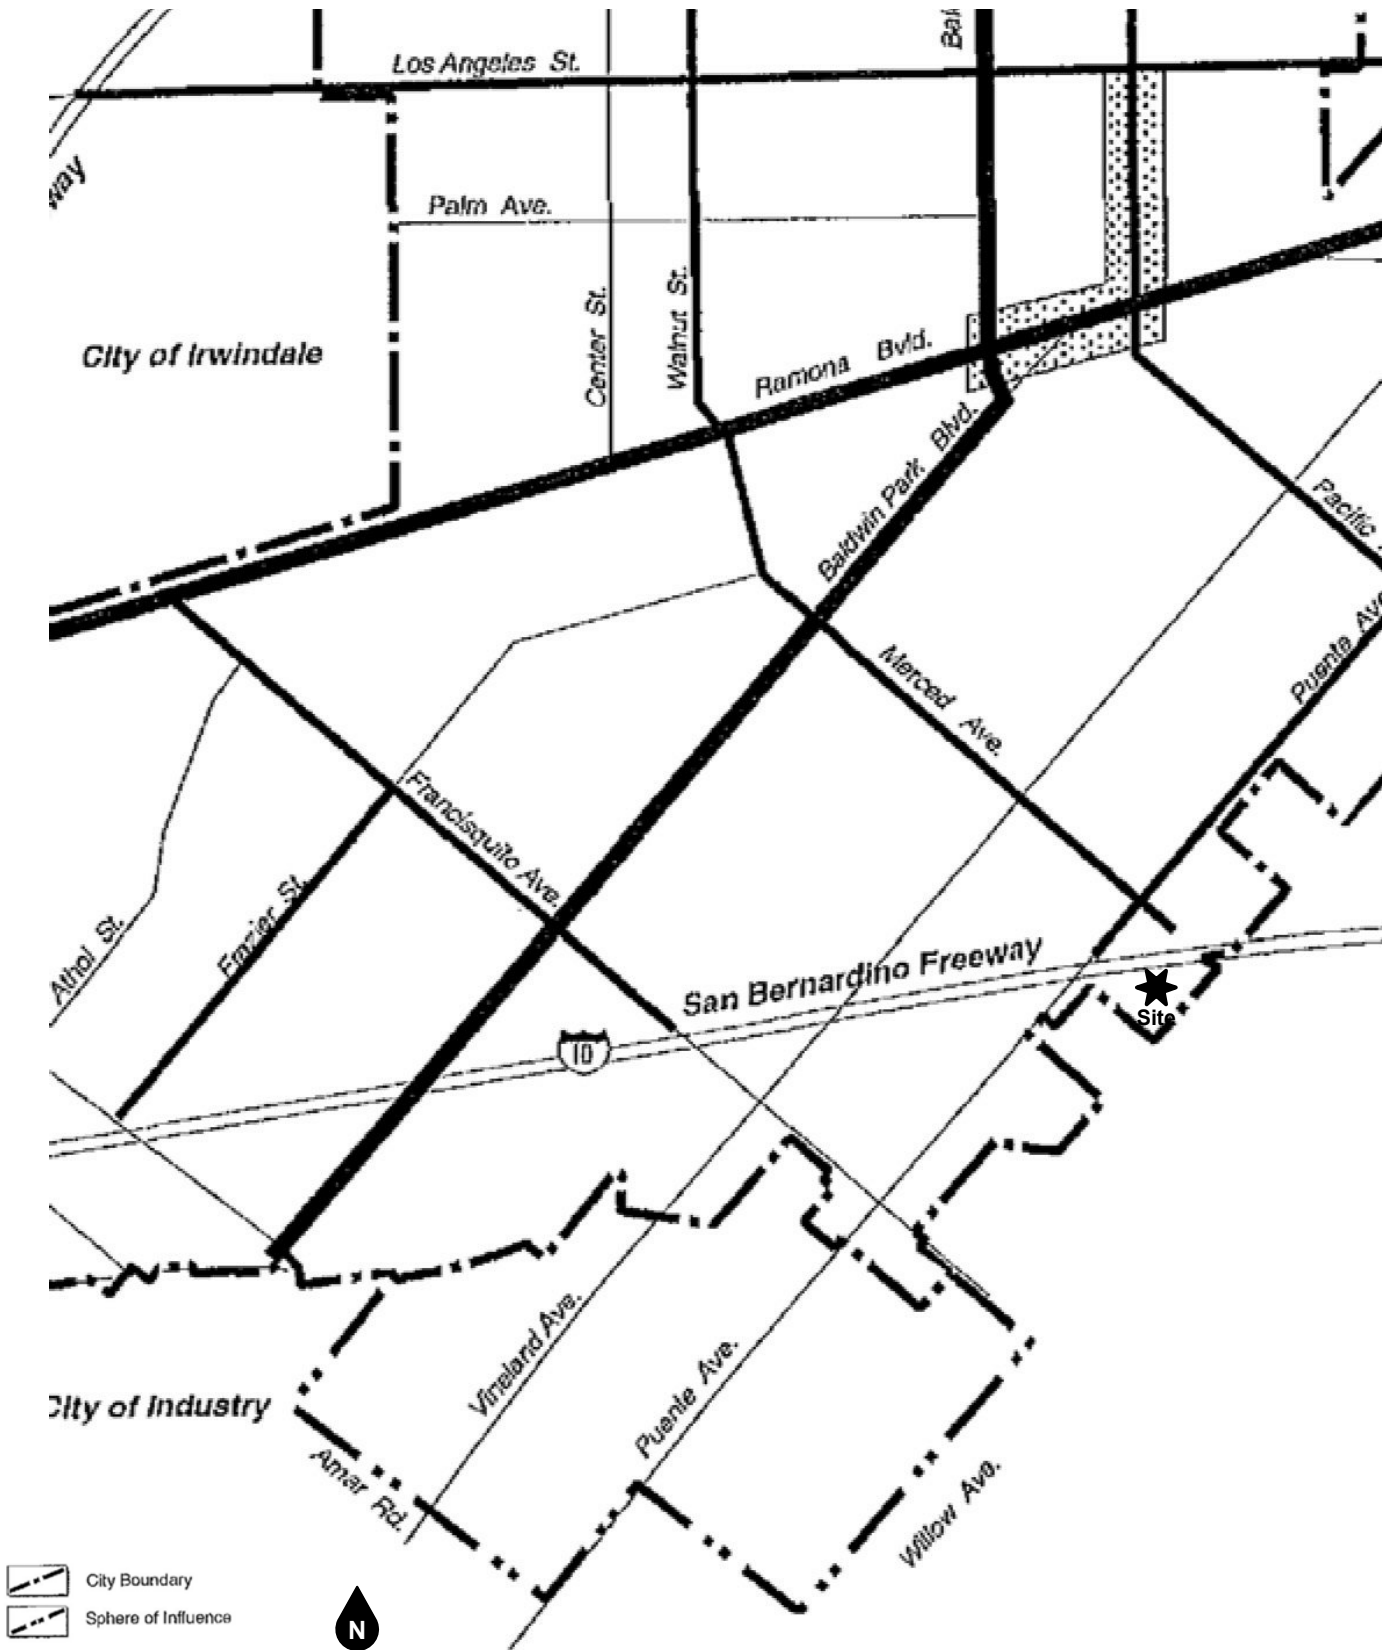 Los Angeles St.
Bal
way
Palm Ave.
Center St.
Walnut St.
City of Irwindale
Ramona Bvld.
Baldwin Park Blvd.
Pacific
Puente Ave
Merced Ave.
Francisquito Ave.
Frazier St.
Athol St.
San Bernardino Freeway
Site
10
Vineland Ave.
Puente Ave.
City of Industry
Amar Rd.
Willow Ave.
City Boundary
Sphere of Influence
N